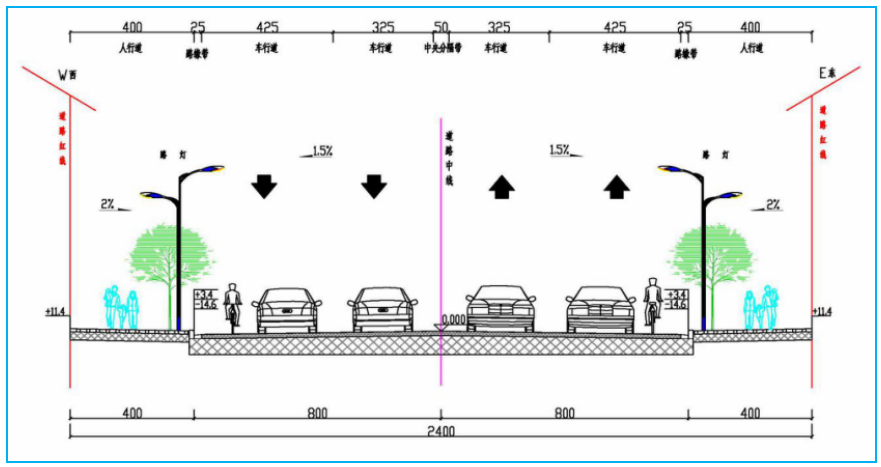 400 25 425 325 50 325 425 25 400
人行道 路缘带 车行道 车行道 中央分隔带 车行道 车行道 路缘带 人行道
W西 E东
道路红线 道路中线 道路红线
路灯 1.5% 1.5% 路灯
2% 2%
+3.4 +3.4
-14.6 -14.6
±11.4 0.000 ±11.4
400 800 800 400
2400